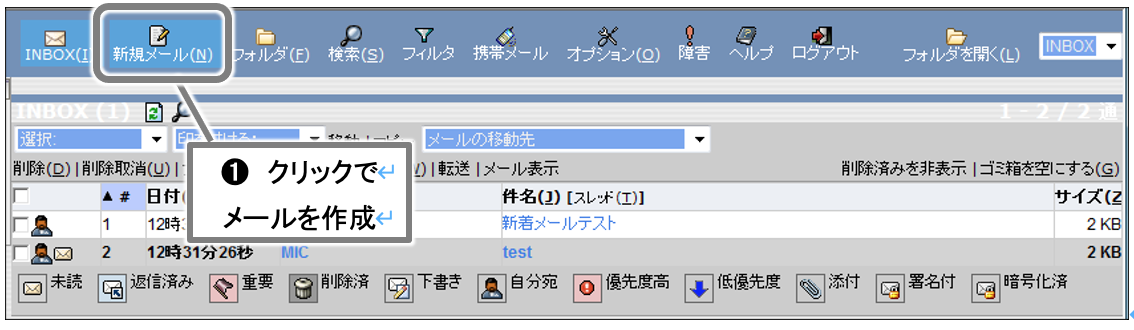 INBOX(I 新規メール(N) フォルダ(F) 検索(S) フィルタ 携帯メール オプション(O) 障害 ヘルプ ログアウト フォルダを開く(L) INBOX
INBOX (1) 1 - 2 / 2 通
選択: メールの移動先
削除(D) | 削除取消(U) | | 転送 | メール表示 削除済みを非表示 | ゴミ箱を空にする(G)
❶ クリックで↵
メールを作成↵
▲ # 日付 件名(J) [スレッド(T)] サイズ(Z
1 12時 新着メールテスト 2 KB
2 12時31分26秒 MIC test 2 KB
未読 返信済み 重要 削除済 下書き 自分宛 優先度高 低優先度 添付 署名付 暗号化済